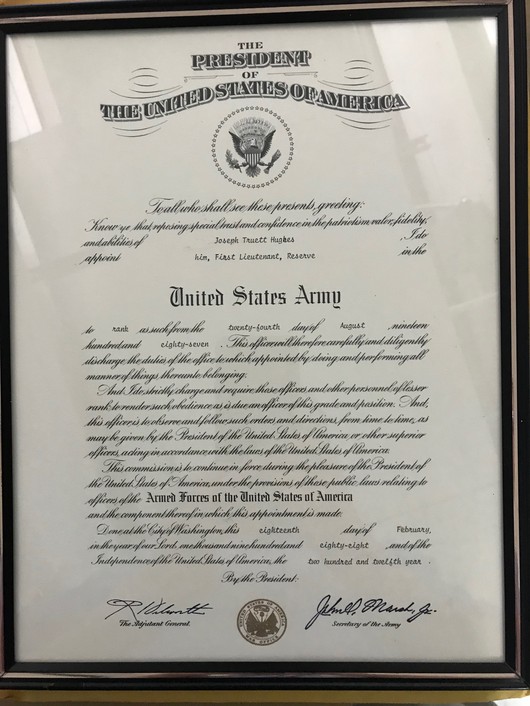 THE
PRESIDENT
OF
THE UNITED STATES OF AMERICA
To all who shall see these presents, greeting:
Know ye, that reposing special trust and confidence in the patriotism, valor, fidelity,
and abilities of Joseph Truett Hughes , I do
appoint him, First Lieutenant, Reserve in the
United States Army
to rank as such from the twenty-fourth day of August , nineteen
hundred and eighty-seven . This officer will therefore carefully and diligently
discharge the duties of the office to which appointed by doing and performing all
manner of things thereunto belonging.
And I do strictly charge and require those officers and other personnel of lesser
rank to render such obedience as is due an officer of this grade and position. And,
this officer is to observe and follow such orders and directions, from time to time, as
may be given by the President of the United States of America or other superior
officers, acting in accordance with the laws of the United States of America.
This commission is to continue in force during the pleasure of the President of
the United States of America, under the provisions of those public laws relating to
officers of the Armed Forces of the United States of America
and the component thereof in which this appointment is made.
Done at the City of Washington, this eighteenth day of February,
in the year of our Lord one thousand nine hundred and eighty-eight , and of the
Independence of the United States of America, the two hundred and twelfth year .
By the President:
John O. Marsh, Jr.
The Adjutant General.
Secretary of the Army